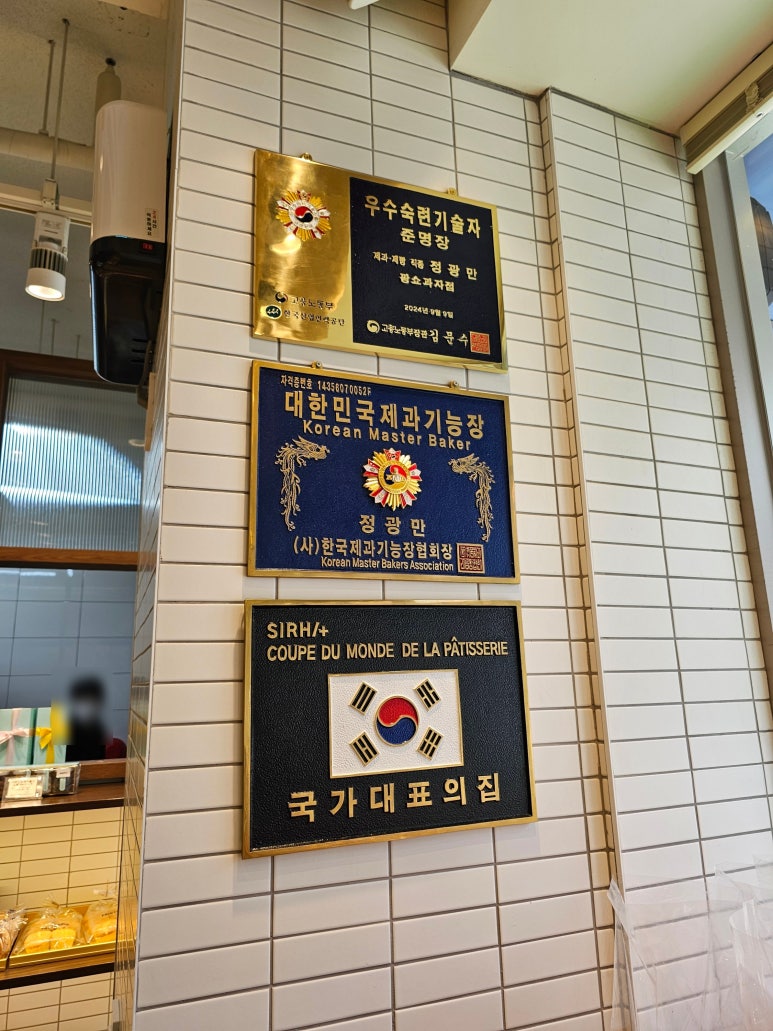 우수숙련기술자
준명장
제과·제빵 직종 정광만
광쇼과자점
2024년 9월 9일
고용노동부
한국산업인력공단
고용노동부장관 김문수
자격증번호 14356070052F
대한민국제과기능장
Korean Master Baker
정광만
(사)한국제과기능장협회장
Korean Master Bakers Association
SIRH/+
COUPE DU MONDE DE LA PÂTISSERIE
국가대표의집